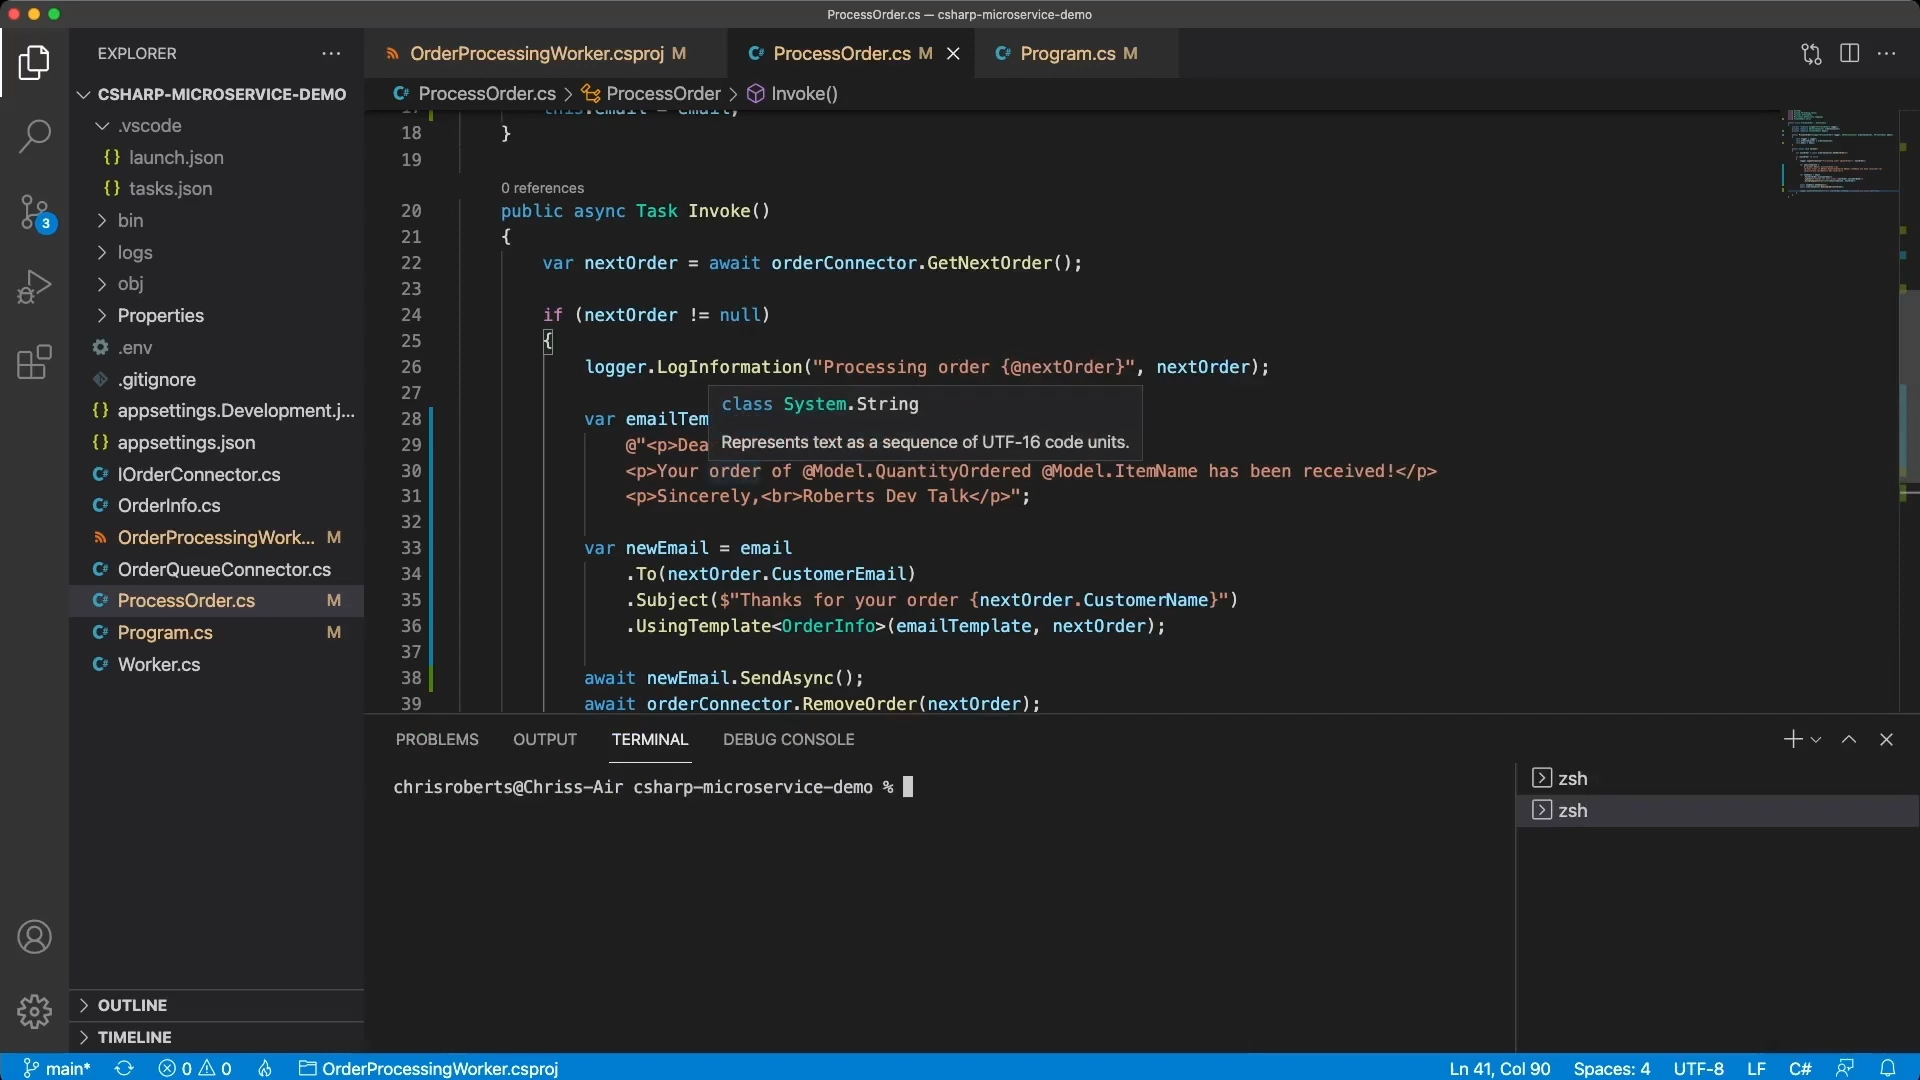 ProcessOrder.cs — csharp-microservice-demo
EXPLORER
CSHARP-MICROSERVICE-DEMO
.vscode
{} launch.json
{} tasks.json
bin
logs
obj
Properties
.env
.gitignore
{} appsettings.Development.j...
{} appsettings.json
C# IOrderConnector.cs
C# OrderInfo.cs
OrderProcessingWork... M
C# OrderQueueConnector.cs
C# ProcessOrder.cs M
C# Program.cs M
C# Worker.cs
OUTLINE
TIMELINE
3
OrderProcessingWorker.csproj M
C# ProcessOrder.cs M
C# Program.cs M
C# ProcessOrder.cs > ProcessOrder > Invoke()
17 this.email = email;
18 }
19
0 references
20 public async Task Invoke()
21 {
22 var nextOrder = await orderConnector.GetNextOrder();
23
24 if (nextOrder != null)
25 {
26 logger.LogInformation("Processing order {@nextOrder}", nextOrder);
27
class System.String
28 var emailTem
29 @"<p>Dea
Represents text as a sequence of UTF-16 code units.
30 <p>Your order of @Model.QuantityOrdered @Model.ItemName has been received!</p>
31 <p>Sincerely,<br>Roberts Dev Talk</p>";
32
33 var newEmail = email
34 .To(nextOrder.CustomerEmail)
35 .Subject($"Thanks for your order {nextOrder.CustomerName}")
36 .UsingTemplate<OrderInfo>(emailTemplate, nextOrder);
37
38 await newEmail.SendAsync();
39 await orderConnector.RemoveOrder(nextOrder);
PROBLEMS OUTPUT TERMINAL DEBUG CONSOLE
chrisroberts@Chriss-Air csharp-microservice-demo %
zsh
zsh
main* 0 0 OrderProcessingWorker.csproj
Ln 41, Col 90 Spaces: 4 UTF-8 LF C#